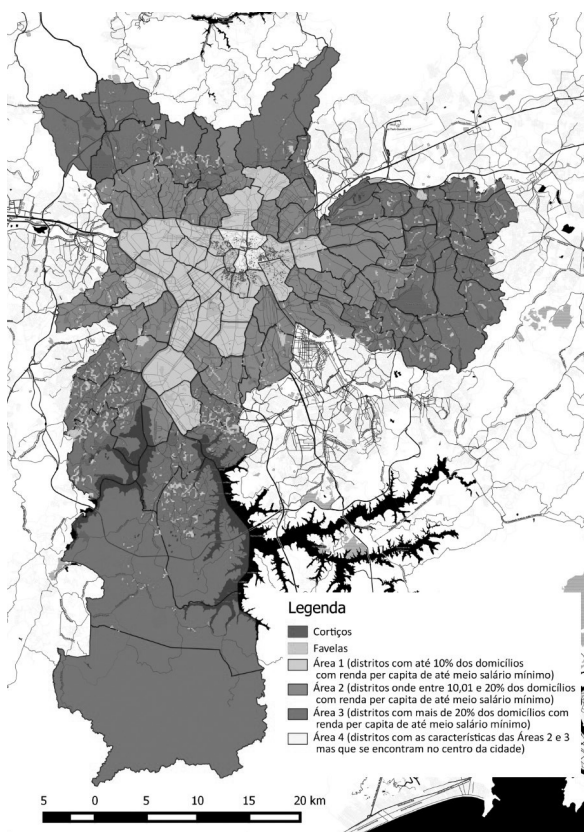 Legenda
Cortiços
Favelas
Área 1 (distritos com até 10% dos domicílios
com renda per capita de até meio salário mínimo)
Área 2 (distritos onde entre 10,01 e 20% dos domicílios
com renda per capita de até meio salário mínimo)
Área 3 (distritos com mais de 20% dos domicílios com
renda per capita de até meio salário mínimo)
Área 4 (distritos com as características das Áreas 2 e 3
mas que se encontram no centro da cidade)
5 0 5 10 15 20 km